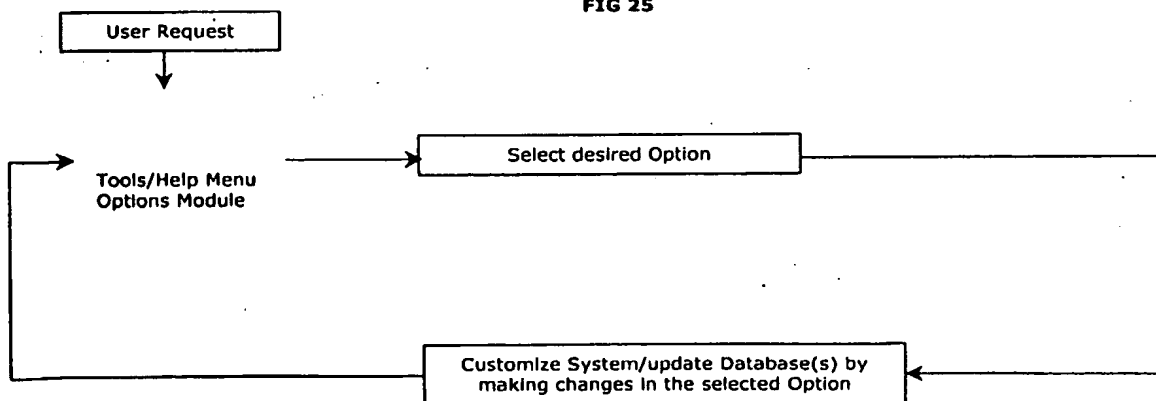 FIG 25
User Request
Select desired Option
Tools/Help Menu
Options Module
Customize System/update Database(s) by
making changes in the selected Option